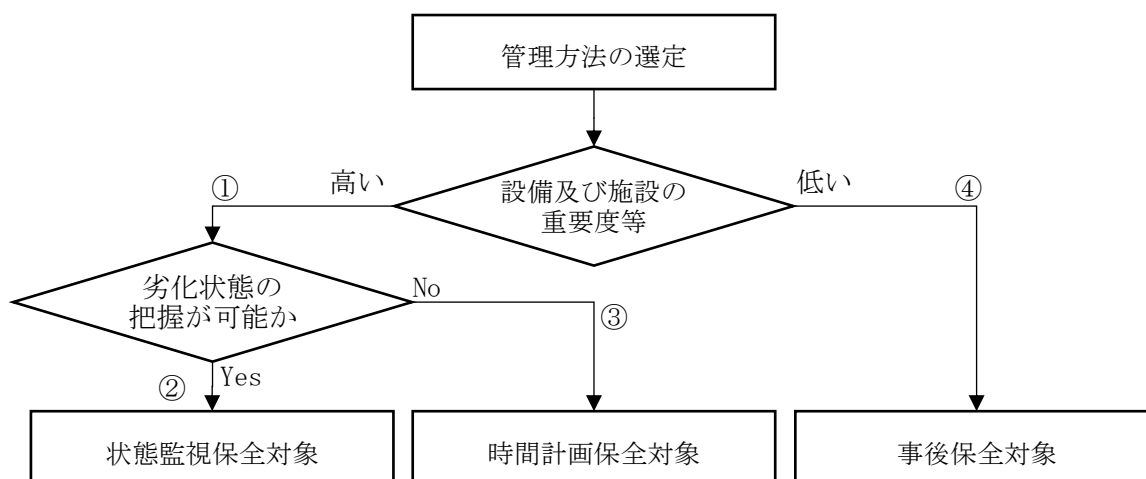 管理方法の選定
① 高い
設備及び施設の
重要度等
低い ④
劣化状態の
把握が可能か
No
③
② Yes
状態監視保全対象
時間計画保全対象
事後保全対象